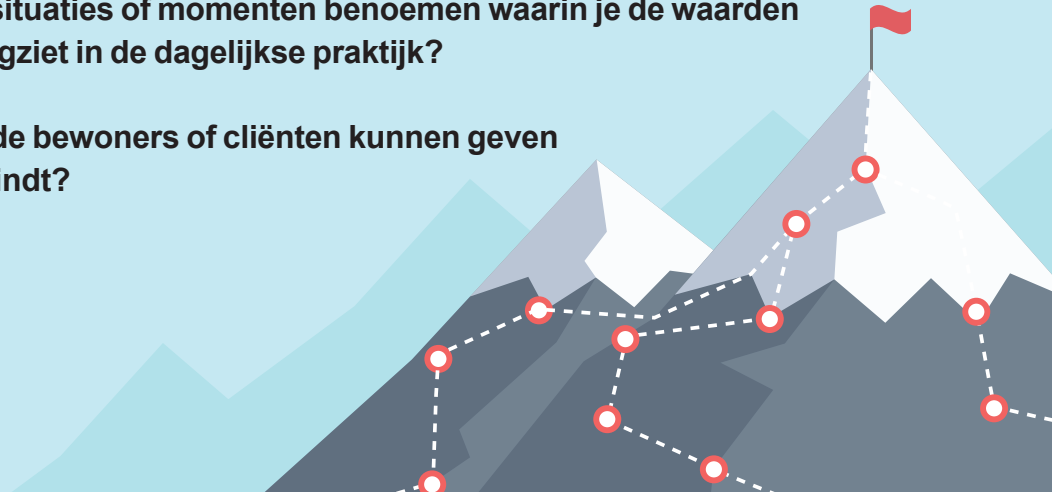 situaties of momenten benoemen waarin je de waarden
gziet in de dagelijkse praktijk?
de bewoners of cliënten kunnen geven
indt?